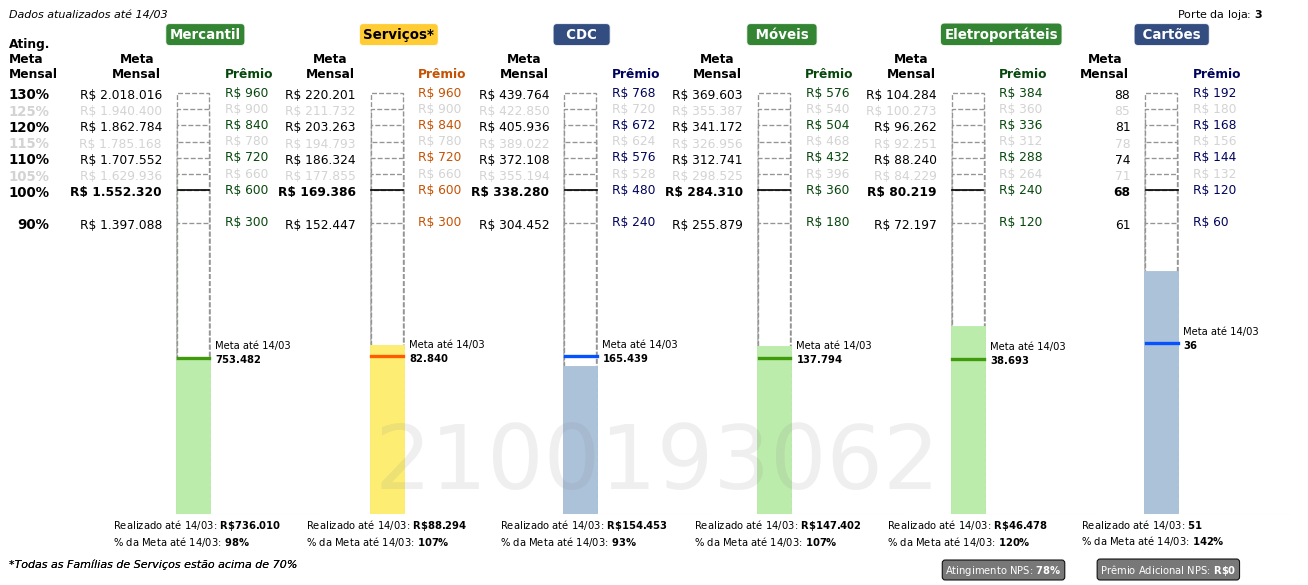 Dados atualizados até 14/03
Porte da loja: 3
Mercantil Serviços* CDC Móveis Eletroportáteis Cartões
Ating. Meta Mensal
Meta Mensal Prêmio Meta Mensal Prêmio Meta Mensal Prêmio Meta Mensal Prêmio Meta Mensal Prêmio Meta Mensal Prêmio
130% R$ 2.018.016 R$ 960 R$ 220.201 R$ 960 R$ 439.764 R$ 768 R$ 369.603 R$ 576 R$ 104.284 R$ 384 88 R$ 192
125% R$ 1.940.400 R$ 900 R$ 211.732 R$ 900 R$ 422.850 R$ 720 R$ 355.387 R$ 540 R$ 100.273 R$ 360 85 R$ 180
120% R$ 1.862.784 R$ 840 R$ 203.263 R$ 840 R$ 405.936 R$ 672 R$ 341.172 R$ 504 R$ 96.262 R$ 336 81 R$ 168
115% R$ 1.785.168 R$ 780 R$ 194.793 R$ 780 R$ 389.022 R$ 624 R$ 326.956 R$ 468 R$ 92.251 R$ 312 78 R$ 156
110% R$ 1.707.552 R$ 720 R$ 186.324 R$ 720 R$ 372.108 R$ 576 R$ 312.741 R$ 432 R$ 88.240 R$ 288 74 R$ 144
105% R$ 1.629.936 R$ 660 R$ 177.855 R$ 660 R$ 355.194 R$ 528 R$ 298.525 R$ 396 R$ 84.229 R$ 264 71 R$ 132
100% R$ 1.552.320 R$ 600 R$ 169.386 R$ 600 R$ 338.280 R$ 480 R$ 284.310 R$ 360 R$ 80.219 R$ 240 68 R$ 120
90% R$ 1.397.088 R$ 300 R$ 152.447 R$ 300 R$ 304.452 R$ 240 R$ 255.879 R$ 180 R$ 72.197 R$ 120 61 R$ 60
Meta até 14/03 Meta até 14/03 Meta até 14/03 Meta até 14/03 Meta até 14/03 Meta até 14/03
753.482 82.840 165.439 137.794 38.693 36
2100193062
Realizado até 14/03: R$736.010 Realizado até 14/03: R$88.294 Realizado até 14/03: R$154.453 Realizado até 14/03: R$147.402 Realizado até 14/03: R$46.478 Realizado até 14/03: 51
% da Meta até 14/03: 98% % da Meta até 14/03: 107% % da Meta até 14/03: 93% % da Meta até 14/03: 107% % da Meta até 14/03: 120% % da Meta até 14/03: 142%
*Todas as Famílias de Serviços estão acima de 70%
Atingimento NPS: 78% Prêmio Adicional NPS: R$0